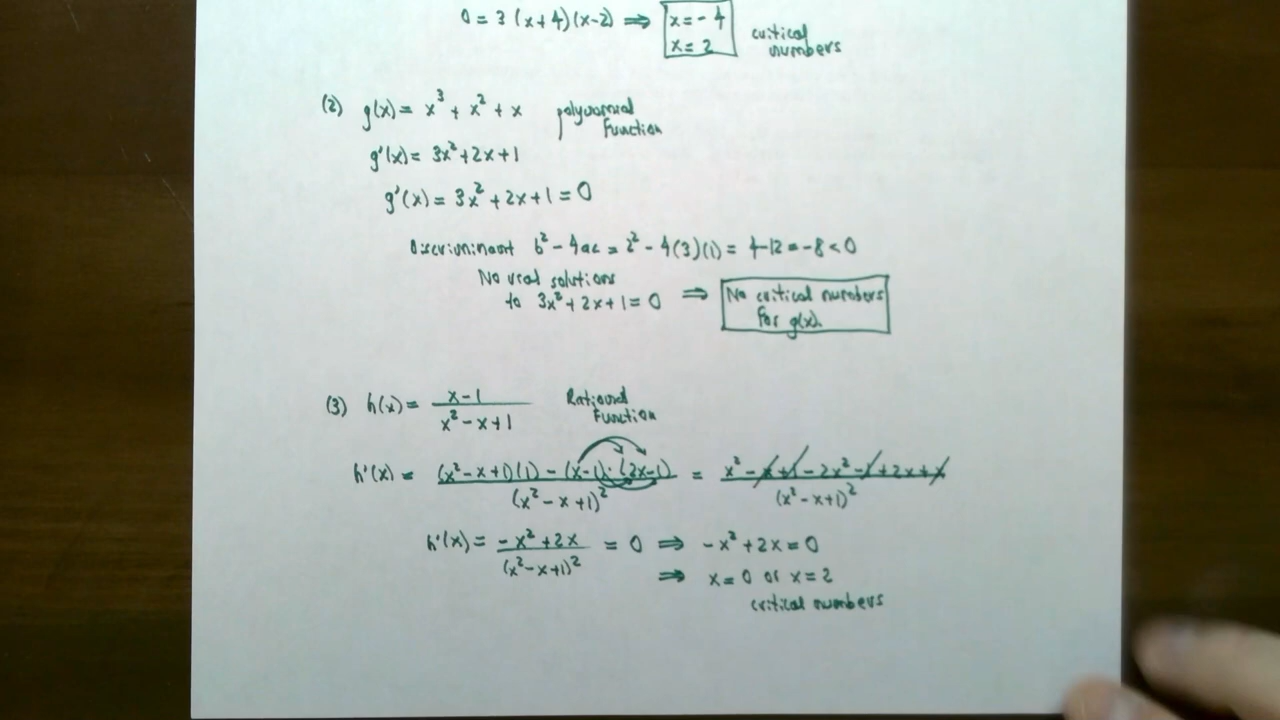 0 = 3 (x+4)(x-2) ⇒ x = -4
x = 2
critical numbers
(2) g(x) = x³ + x² + x polynomial Function
g'(x) = 3x² + 2x + 1
g'(x) = 3x² + 2x + 1 = 0
Discriminant b² - 4ac = 2² - 4(3)(1) = 4-12 = -8 < 0
No real solutions
to 3x² + 2x + 1 = 0 ⇒ No critical numbers
for g(x).
(3) h(x) = (x-1)/(x² - x + 1) Rational Function
h'(x) = ((x² - x + 1)(1) - (x-1)·(2x-1))/(x² - x + 1)² = (x² - x + 1 - 2x² - 1 + 2x + x)/(x² - x + 1)²
h'(x) = (-x² + 2x)/(x² - x + 1)² = 0 ⇒ -x² + 2x = 0
⇒ x = 0 or x = 2
critical numbers